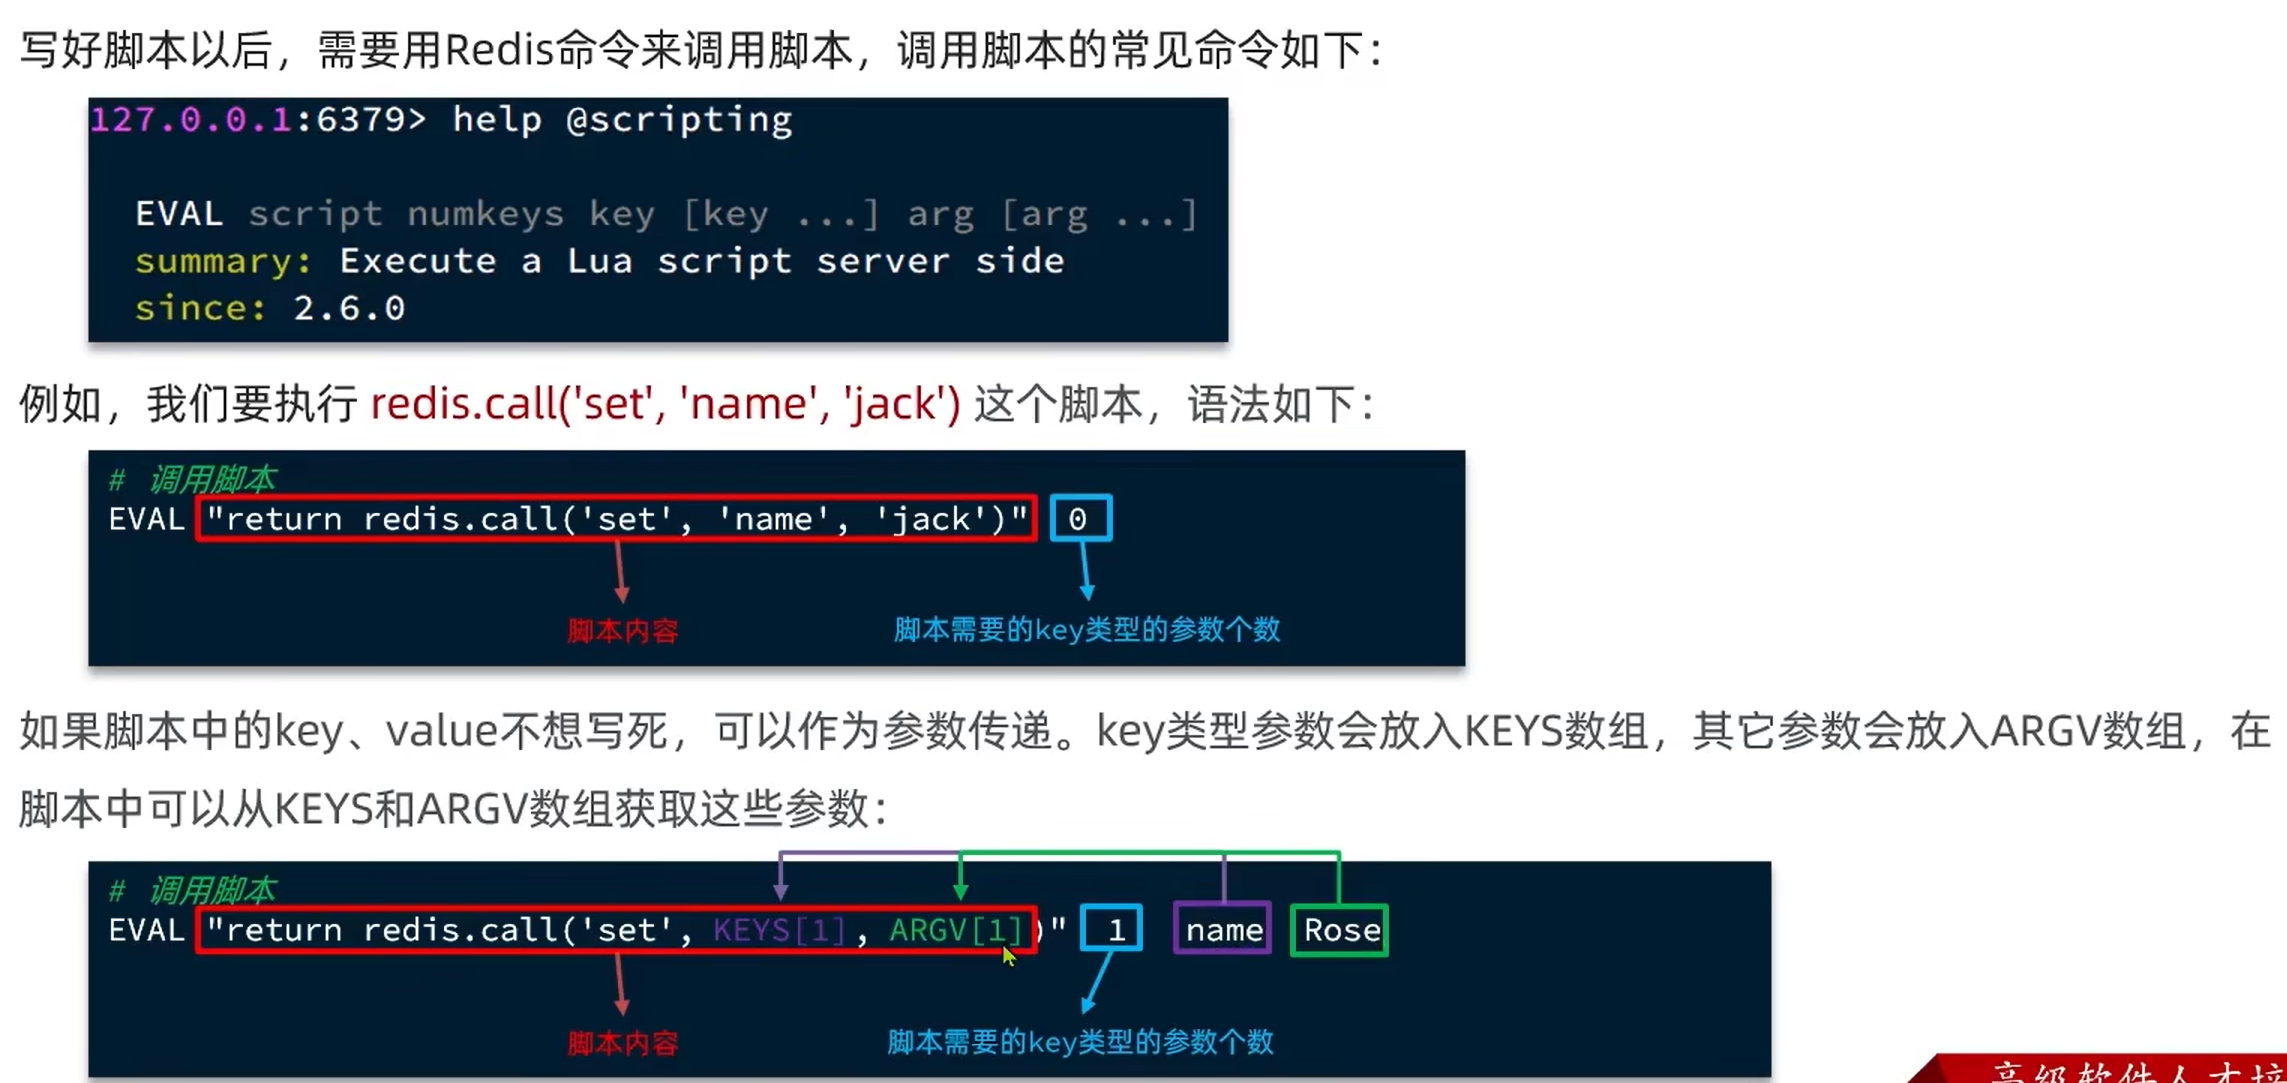 写好脚本以后，需要用Redis命令来调用脚本，调用脚本的常见命令如下：
127.0.0.1:6379> help @scripting
EVAL script numkeys key [key ...] arg [arg ...]
summary: Execute a Lua script server side
since: 2.6.0
例如，我们要执行 redis.call('set', 'name', 'jack') 这个脚本，语法如下：
# 调用脚本
EVAL "return redis.call('set', 'name', 'jack')" 0
脚本内容 脚本需要的key类型的参数个数
如果脚本中的key、value不想写死，可以作为参数传递。key类型参数会放入KEYS数组，其它参数会放入ARGV数组，在
脚本中可以从KEYS和ARGV数组获取这些参数：
# 调用脚本
EVAL "return redis.call('set', KEYS[1], ARGV[1])" 1 name Rose
脚本内容 脚本需要的key类型的参数个数
高级软件人才培